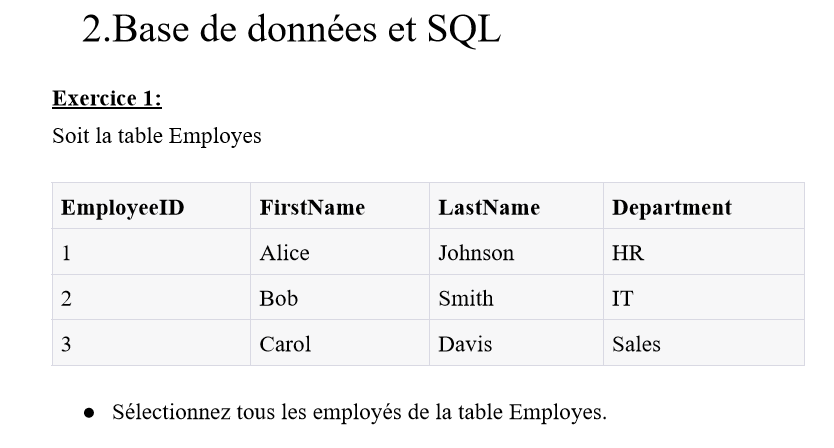 2.Base de données et SQL
Exercice 1:
Soit la table Employes
EmployeeID FirstName LastName Department
1 Alice Johnson HR
2 Bob Smith IT
3 Carol Davis Sales
● Sélectionnez tous les employés de la table Employes.